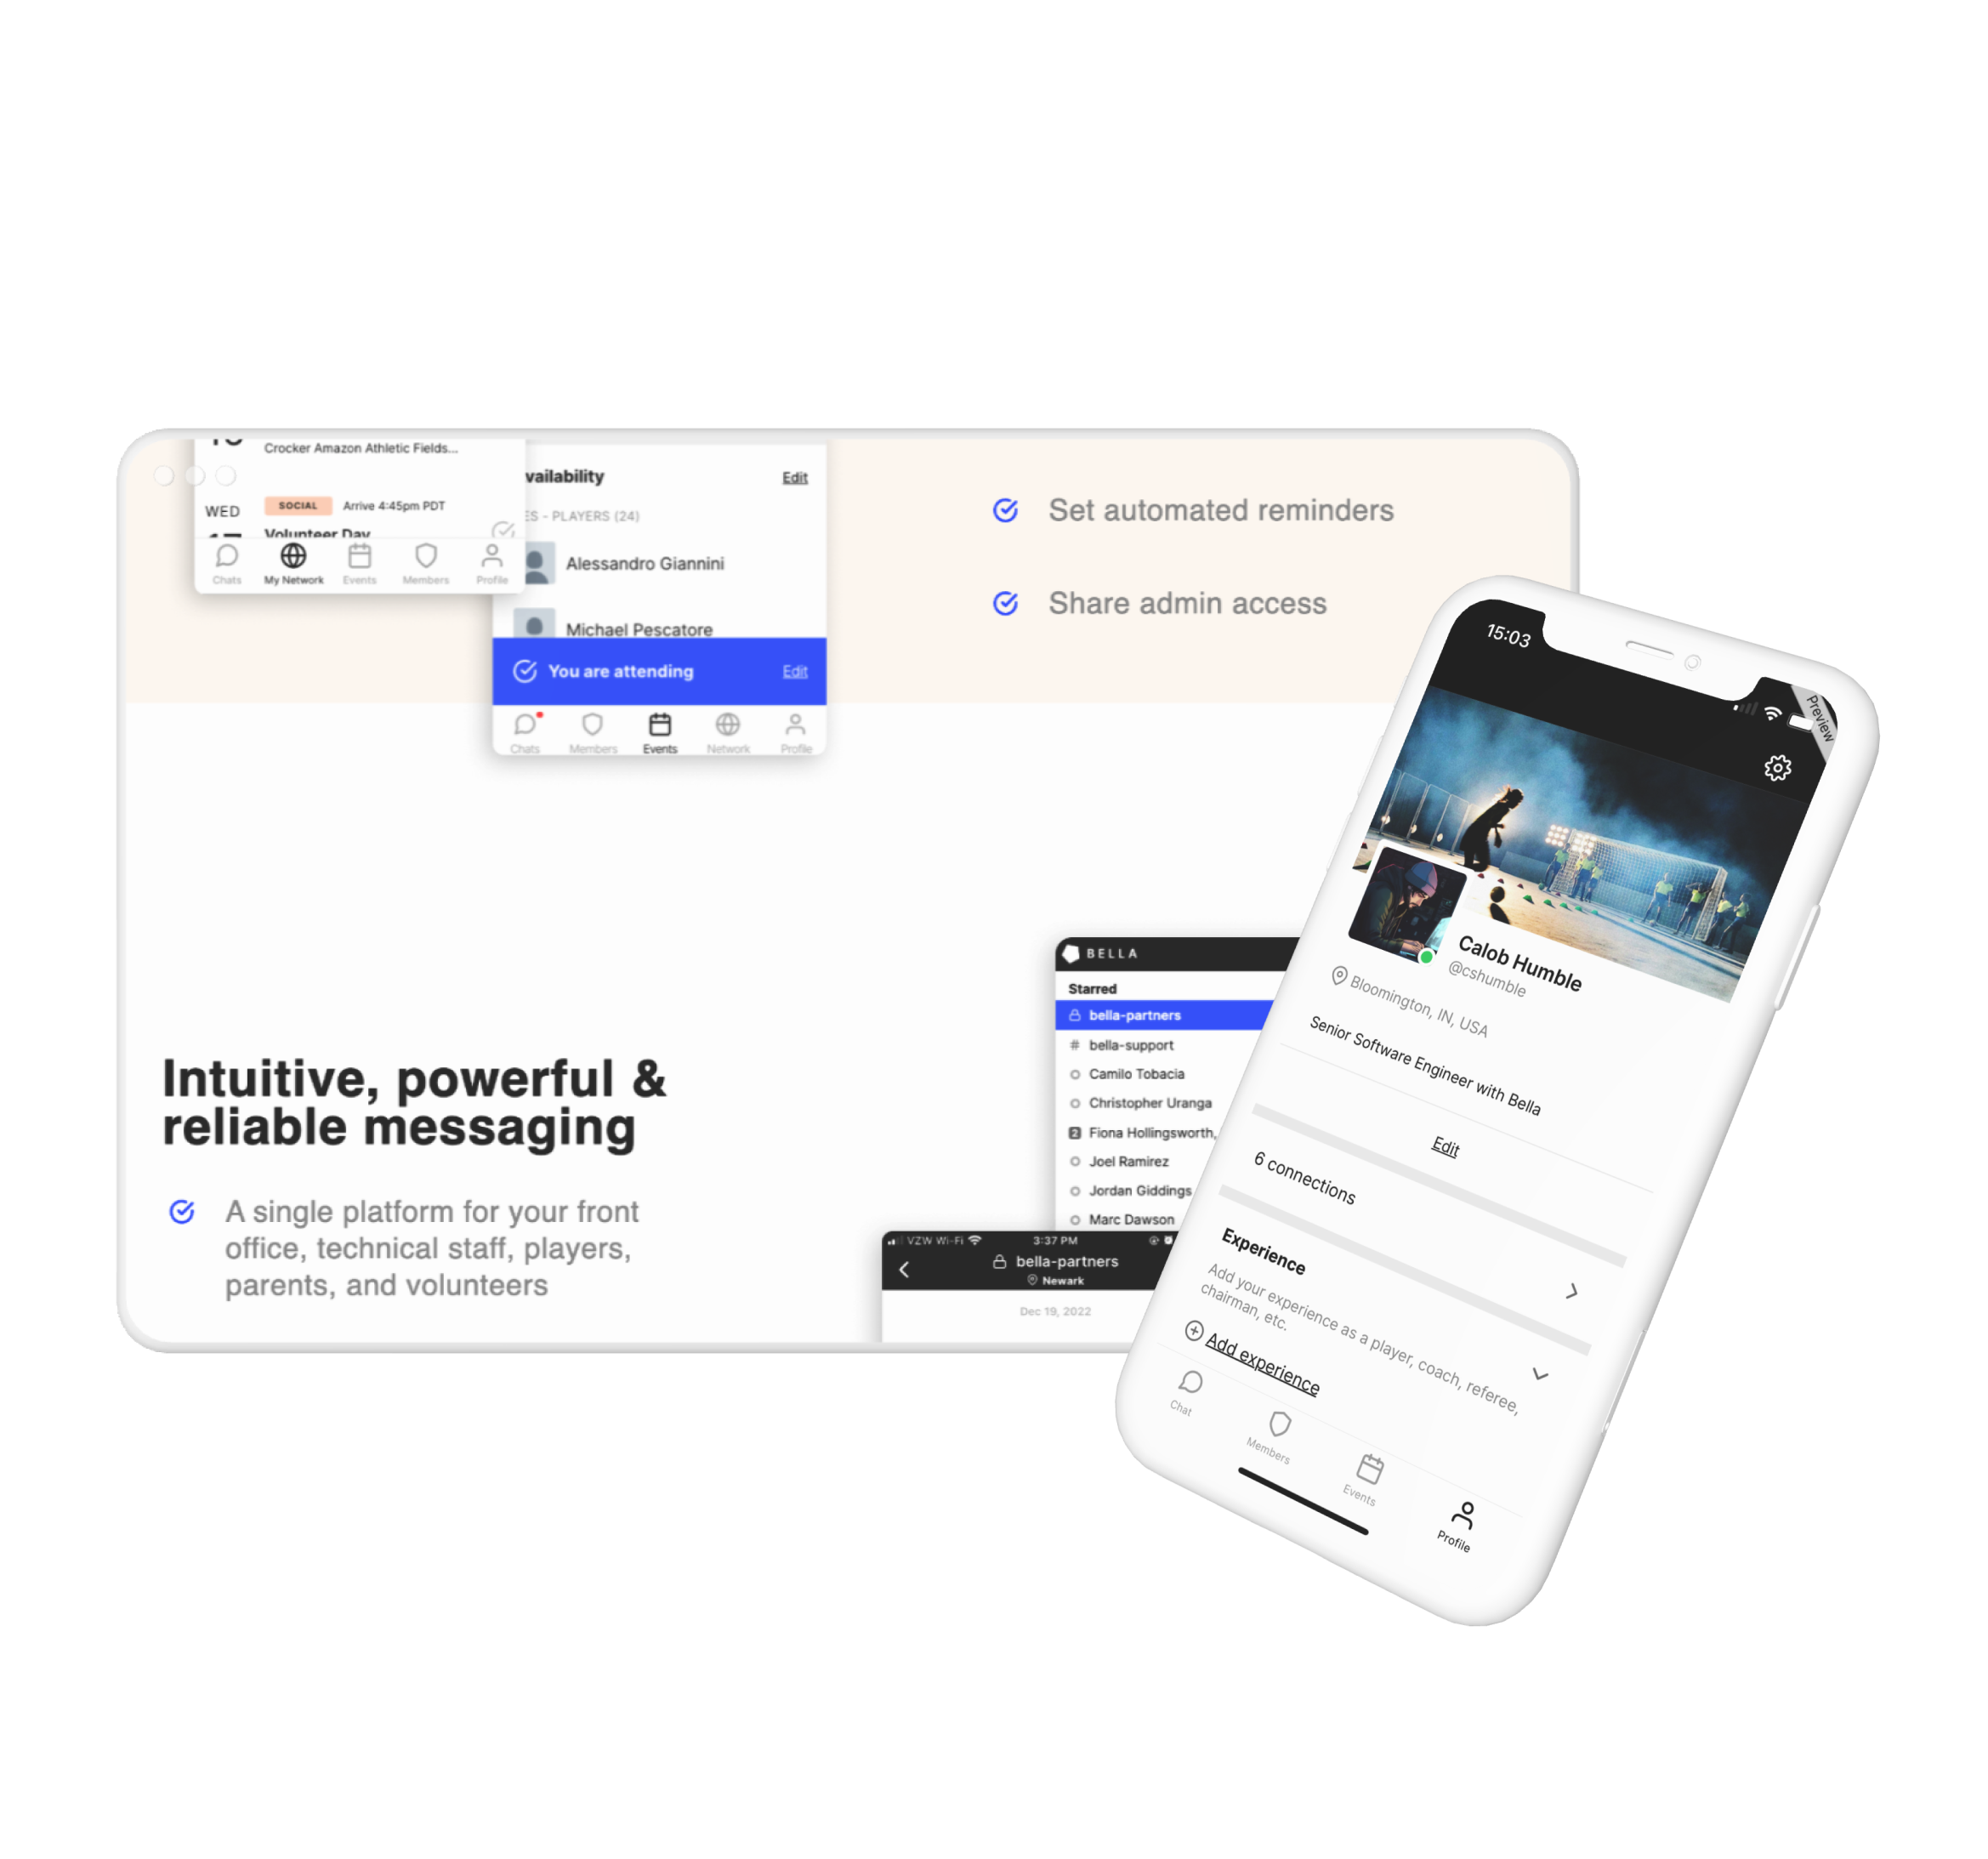 Crocker Amazon Athletic Fields...
WED
SOCIAL
Arrive 4:45pm PDT
Volunteer Day
Chats
My Network
Events
Members
Profile
vailability
Edit
ES - PLAYERS (24)
Alessandro Giannini
Michael Pescatore
You are attending
Edit
Chats
Members
Events
Network
Profile
Set automated reminders
Share admin access
Intuitive, powerful &
reliable messaging
A single platform for your front
office, technical staff, players,
parents, and volunteers
BELLA
Starred
bella-partners
# bella-support
Camilo Tobacia
Christopher Uranga
2 Fiona Hollingsworth,
Joel Ramirez
Jordan Giddings
Marc Dawson
VZW Wi-Fi
3:37 PM
bella-partners
Newark
Dec 19, 2022
15:03
Preview
Calob Humble
@cshumble
Bloomington, IN, USA
Senior Software Engineer with Bella
Edit
6 connections
Experience
Add your experience as a player, coach, referee,
chairman, etc.
Add experience
Chat
Members
Events
Profile